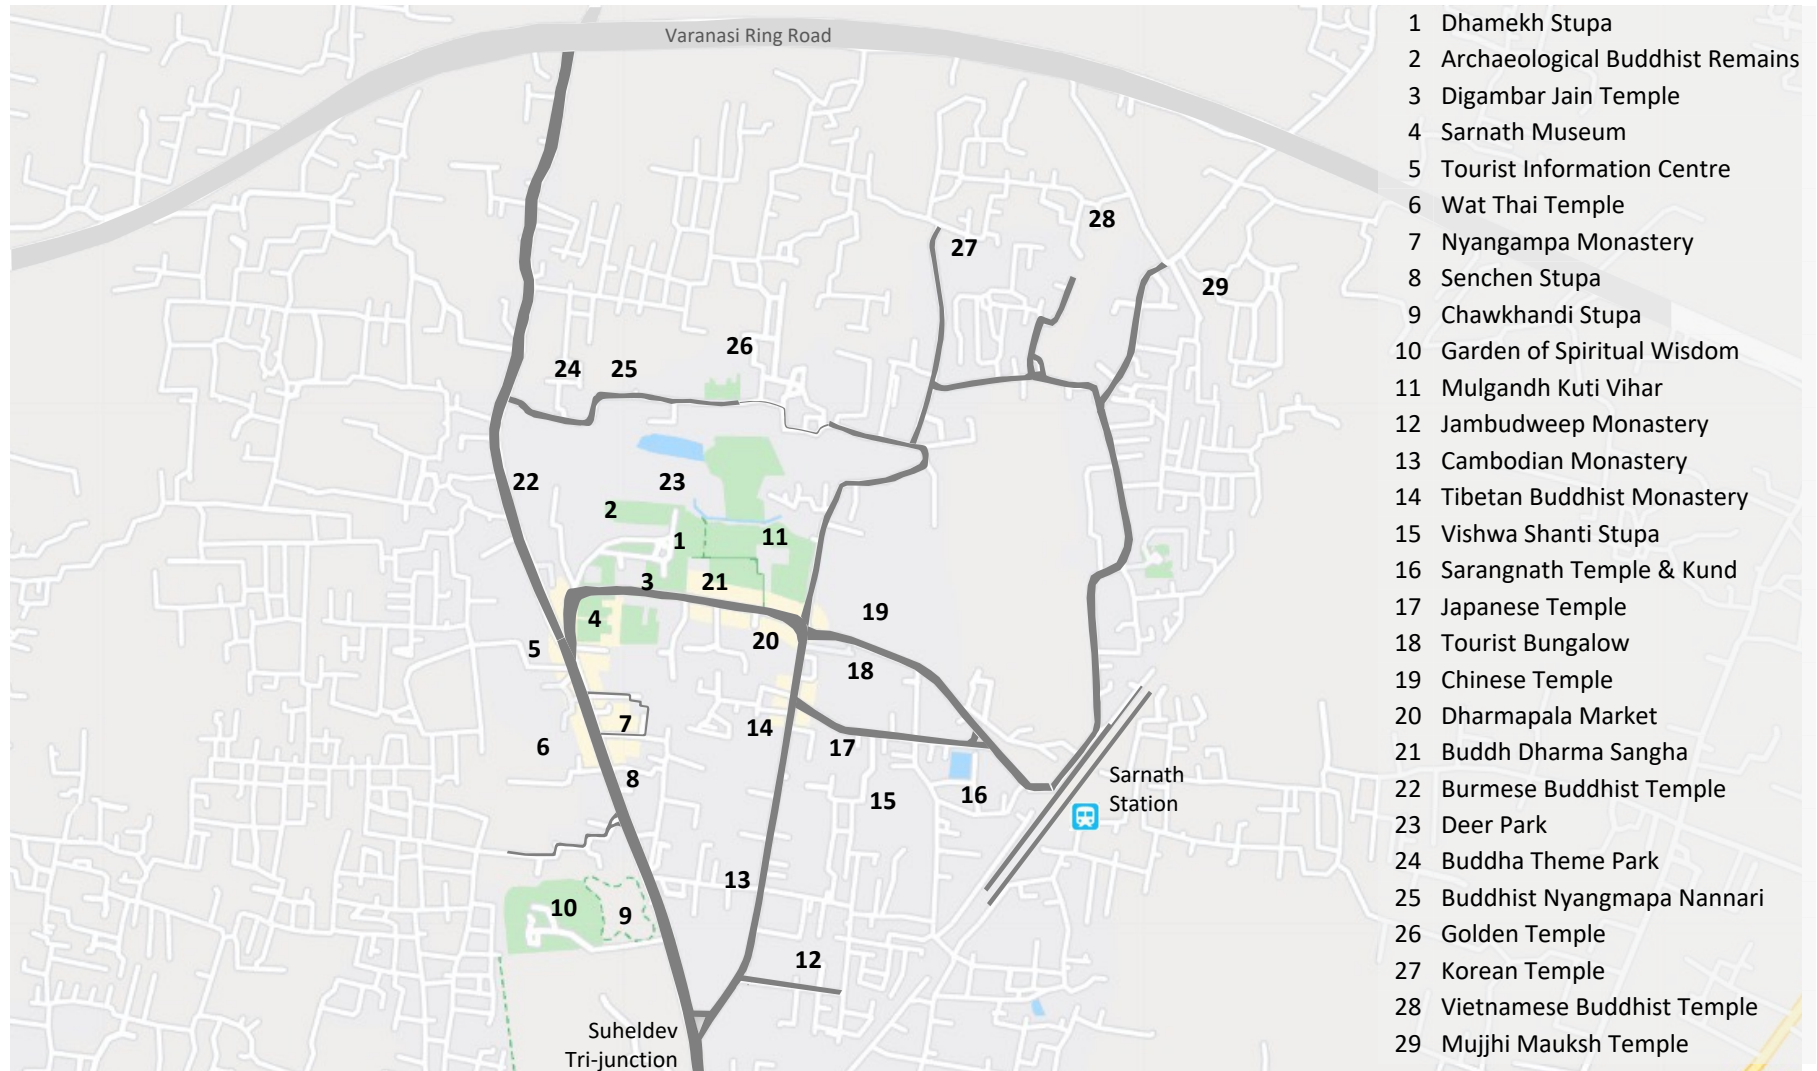 Varanasi Ring Road
28
27
29
26
24 25
22
23
2
1
11
3
21
4
19
20
5
18
7
14
6
17
8
Sarnath
Station
15
16
13
10
9
12
Suheldev
Tri-junction
1 Dhamekh Stupa
2 Archaeological Buddhist Remains
3 Digambar Jain Temple
4 Sarnath Museum
5 Tourist Information Centre
6 Wat Thai Temple
7 Nyangampa Monastery
8 Senchen Stupa
9 Chawkhandi Stupa
10 Garden of Spiritual Wisdom
11 Mulgandh Kuti Vihar
12 Jambudweep Monastery
13 Cambodian Monastery
14 Tibetan Buddhist Monastery
15 Vishwa Shanti Stupa
16 Sarangnath Temple & Kund
17 Japanese Temple
18 Tourist Bungalow
19 Chinese Temple
20 Dharmapala Market
21 Buddh Dharma Sangha
22 Burmese Buddhist Temple
23 Deer Park
24 Buddha Theme Park
25 Buddhist Nyangmapa Nannari
26 Golden Temple
27 Korean Temple
28 Vietnamese Buddhist Temple
29 Mujjhi Mauksh Temple